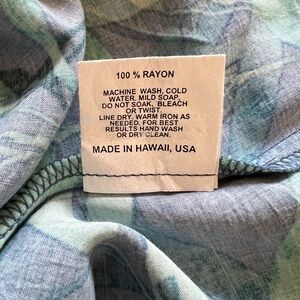 100 % RAYON
MACHINE WASH, COLD
WATER, MILD SOAP,
DO NOT SOAK, BLEACH
OR TWIST.
LINE DRY. WARM IRON AS
NEEDED. FOR BEST
RESULTS HAND WASH
OR DRY CLEAN.
MADE IN HAWAII, USA